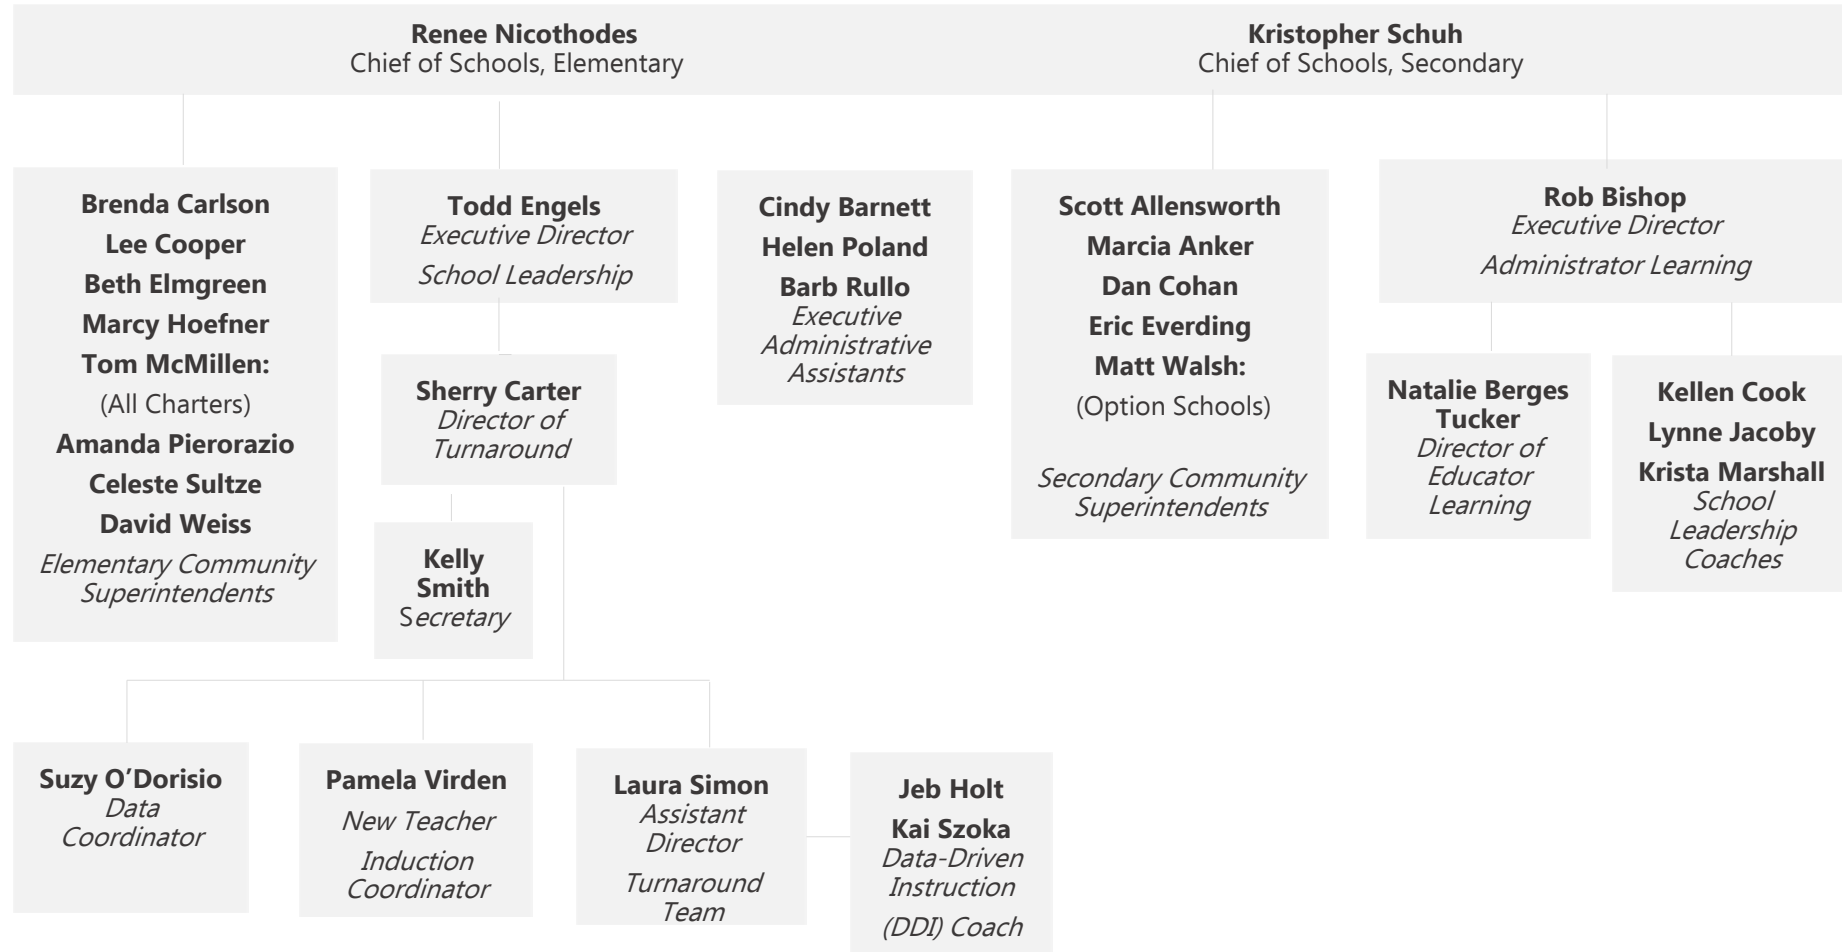 Renee Nicothodes
Chief of Schools, Elementary
Kristopher Schuh
Chief of Schools, Secondary
Brenda Carlson
Lee Cooper
Beth Elmgreen
Marcy Hoefner
Tom McMillen:
(All Charters)
Amanda Pierorazio
Celeste Sultze
David Weiss
Elementary Community
Superintendents
Todd Engels
Executive Director
School Leadership
Sherry Carter
Director of
Turnaround
Kelly
Smith
Secretary
Cindy Barnett
Helen Poland
Barb Rullo
Executive
Administrative
Assistants
Scott Allensworth
Marcia Anker
Dan Cohan
Eric Everding
Matt Walsh:
(Option Schools)
Secondary Community
Superintendents
Rob Bishop
Executive Director
Administrator Learning
Natalie Berges
Tucker
Director of
Educator
Learning
Kellen Cook
Lynne Jacoby
Krista Marshall
School
Leadership
Coaches
Suzy O’Dorisio
Data
Coordinator
Pamela Virden
New Teacher
Induction
Coordinator
Laura Simon
Assistant
Director
Turnaround
Team
Jeb Holt
Kai Szoka
Data-Driven
Instruction
(DDI) Coach